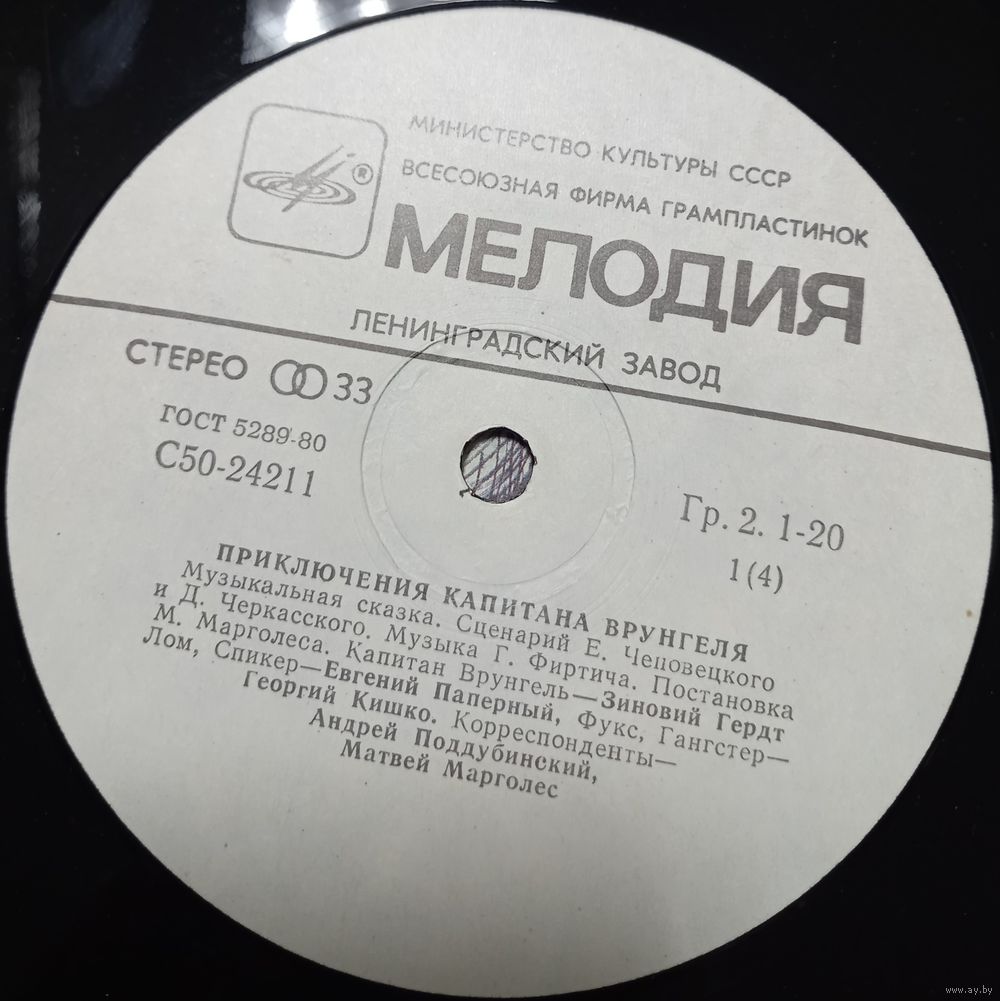 ®
МИНИСТЕРСТВО КУЛЬТУРЫ СССР
ВСЕСОЮЗНАЯ ФИРМА ГРАМПЛАСТИНОК
МЕЛОДИЯ
ЛЕНИНГРАДСКИЙ ЗАВОД
СТЕРЕО 33
ГОСТ 5289-80
С50-24211
Гр. 2. 1-20
1(4)
ПРИКЛЮЧЕНИЯ КАПИТАНА ВРУНГЕЛЯ
Музыкальная сказка. Сценарий Е. Чеповецкого
и Д. Черкасского. Музыка Г. Фиртича. Постановка
М. Марголеса. Капитан Врунгель—Зиновий Гердт
Лом, Спикер—Евгений Паперный, Фукс, Гангстер—
Георгий Кишко. Корреспонденты—
Андрей Поддубинский,
Матвей Марголес
www.ay.by